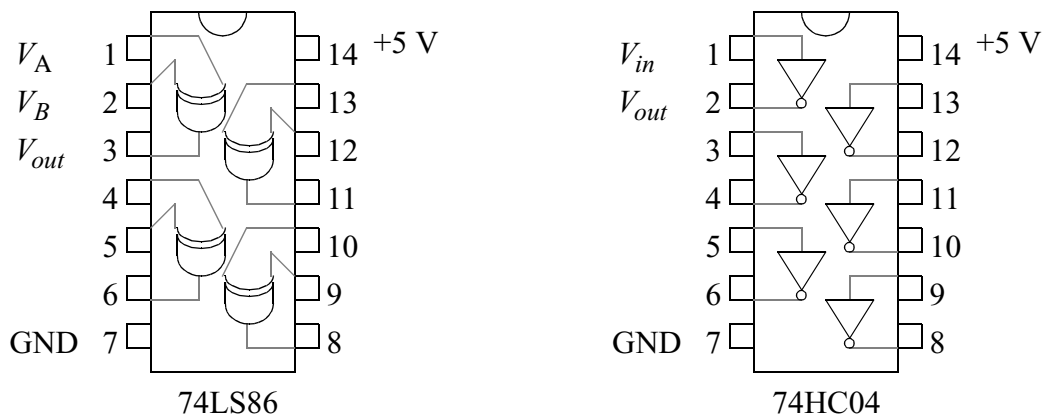 V_A 1 14 +5 V
V_B 2 13
V_out 3 12
4 11
5 10
6 9
GND 7 8
74LS86
V_in 1 14 +5 V
V_out 2 13
3 12
4 11
5 10
6 9
GND 7 8
74HC04